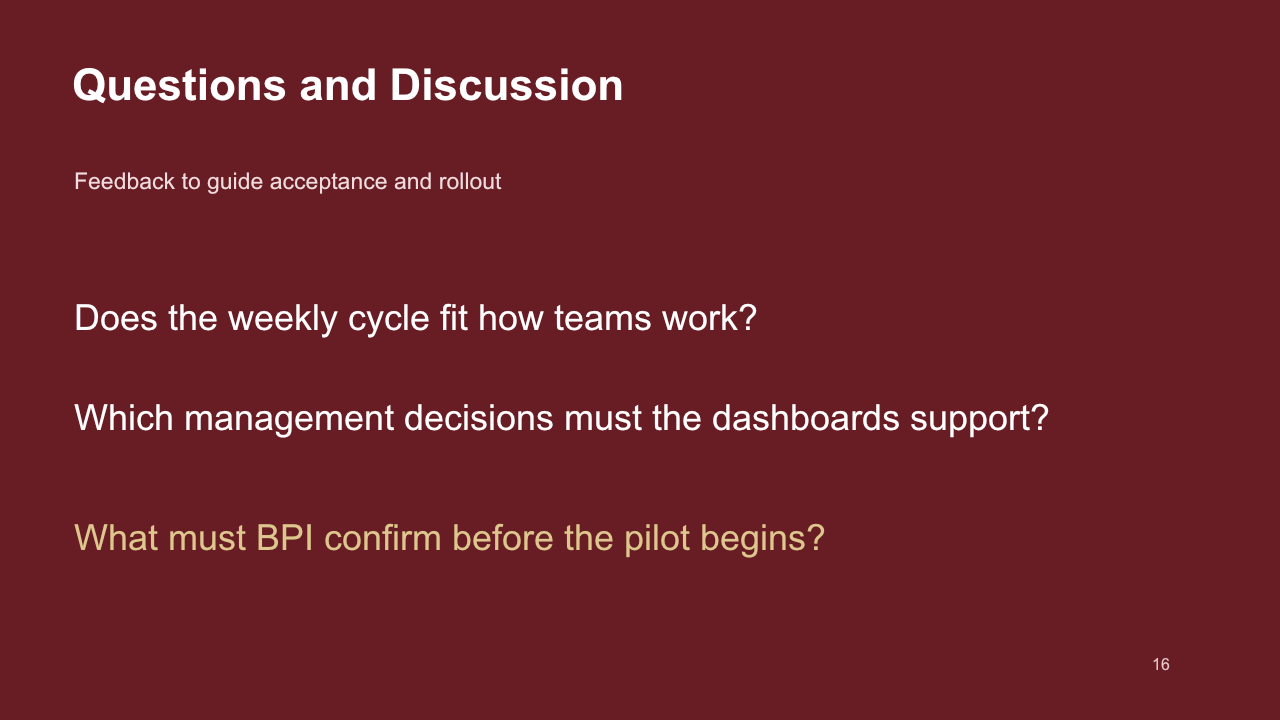 Questions and Discussion
Feedback to guide acceptance and rollout
Does the weekly cycle fit how teams work?
Which management decisions must the dashboards support?
What must BPI confirm before the pilot begins?
16